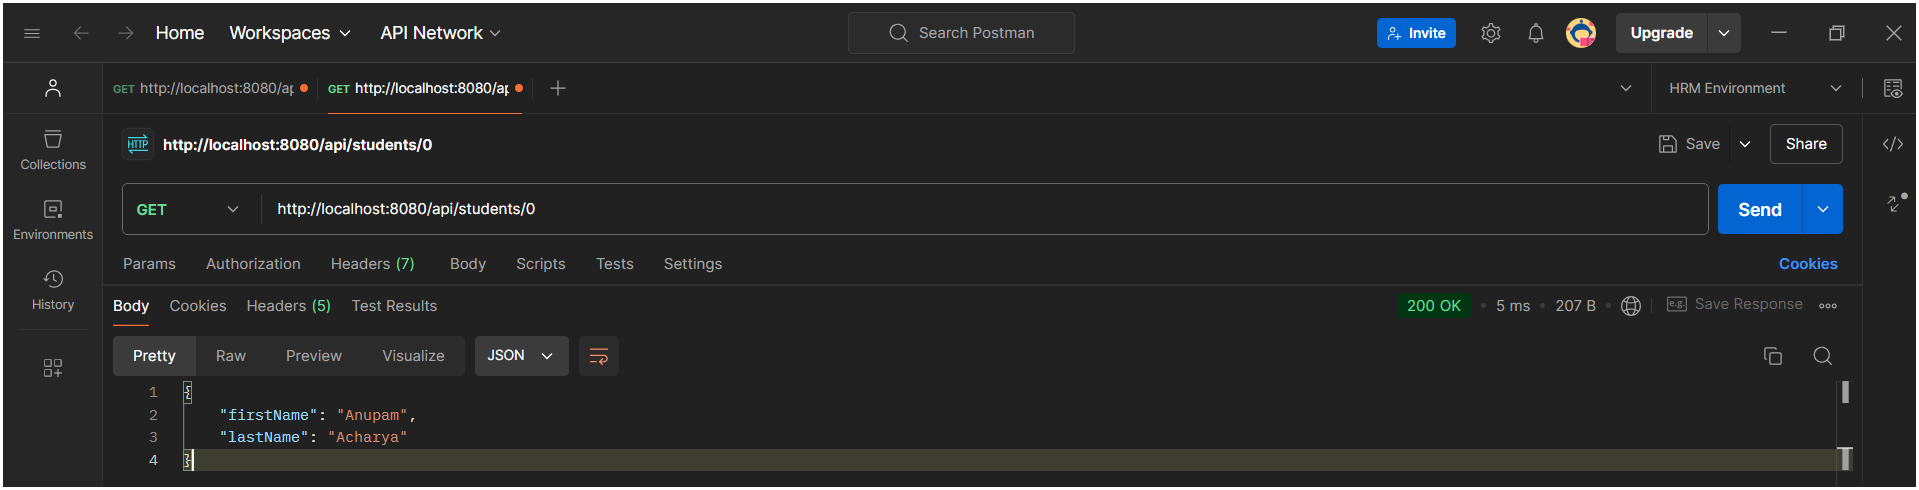 Home Workspaces API Network Search Postman Invite Upgrade
GET http://localhost:8080/ap GET http://localhost:8080/ap HRM Environment
HTTP http://localhost:8080/api/students/0 Save Share
Collections
GET http://localhost:8080/api/students/0 Send
Environments
Params Authorization Headers (7) Body Scripts Tests Settings Cookies
History
Body Cookies Headers (5) Test Results 200 OK 5 ms 207 B e.g. Save Response
Pretty Raw Preview Visualize JSON
1 {
2 "firstName": "Anupam",
3 "lastName": "Acharya"
4 }